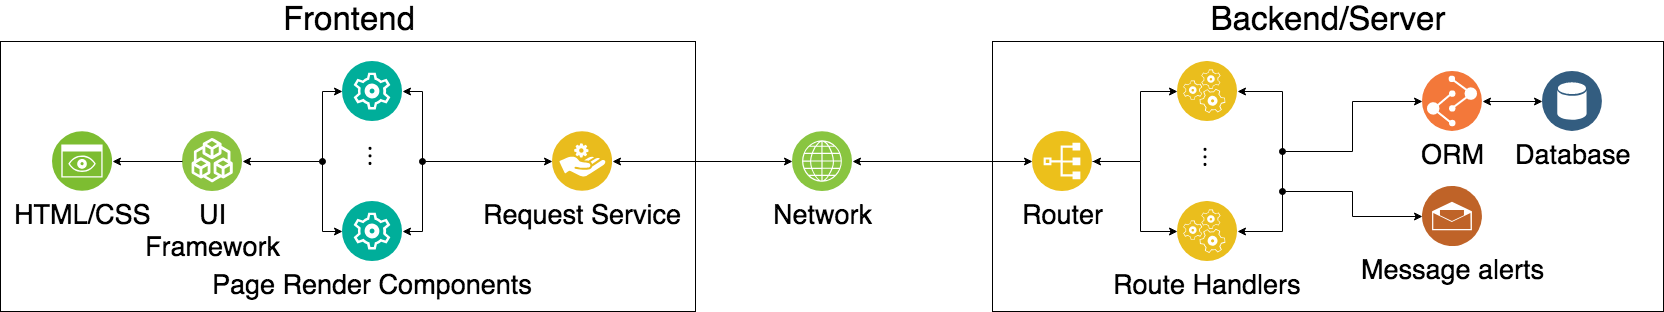 Frontend
Backend/Server
HTML/CSS
UI
Framework
Page Render Components
Request Service
Network
Router
Route Handlers
ORM
Database
Message alerts